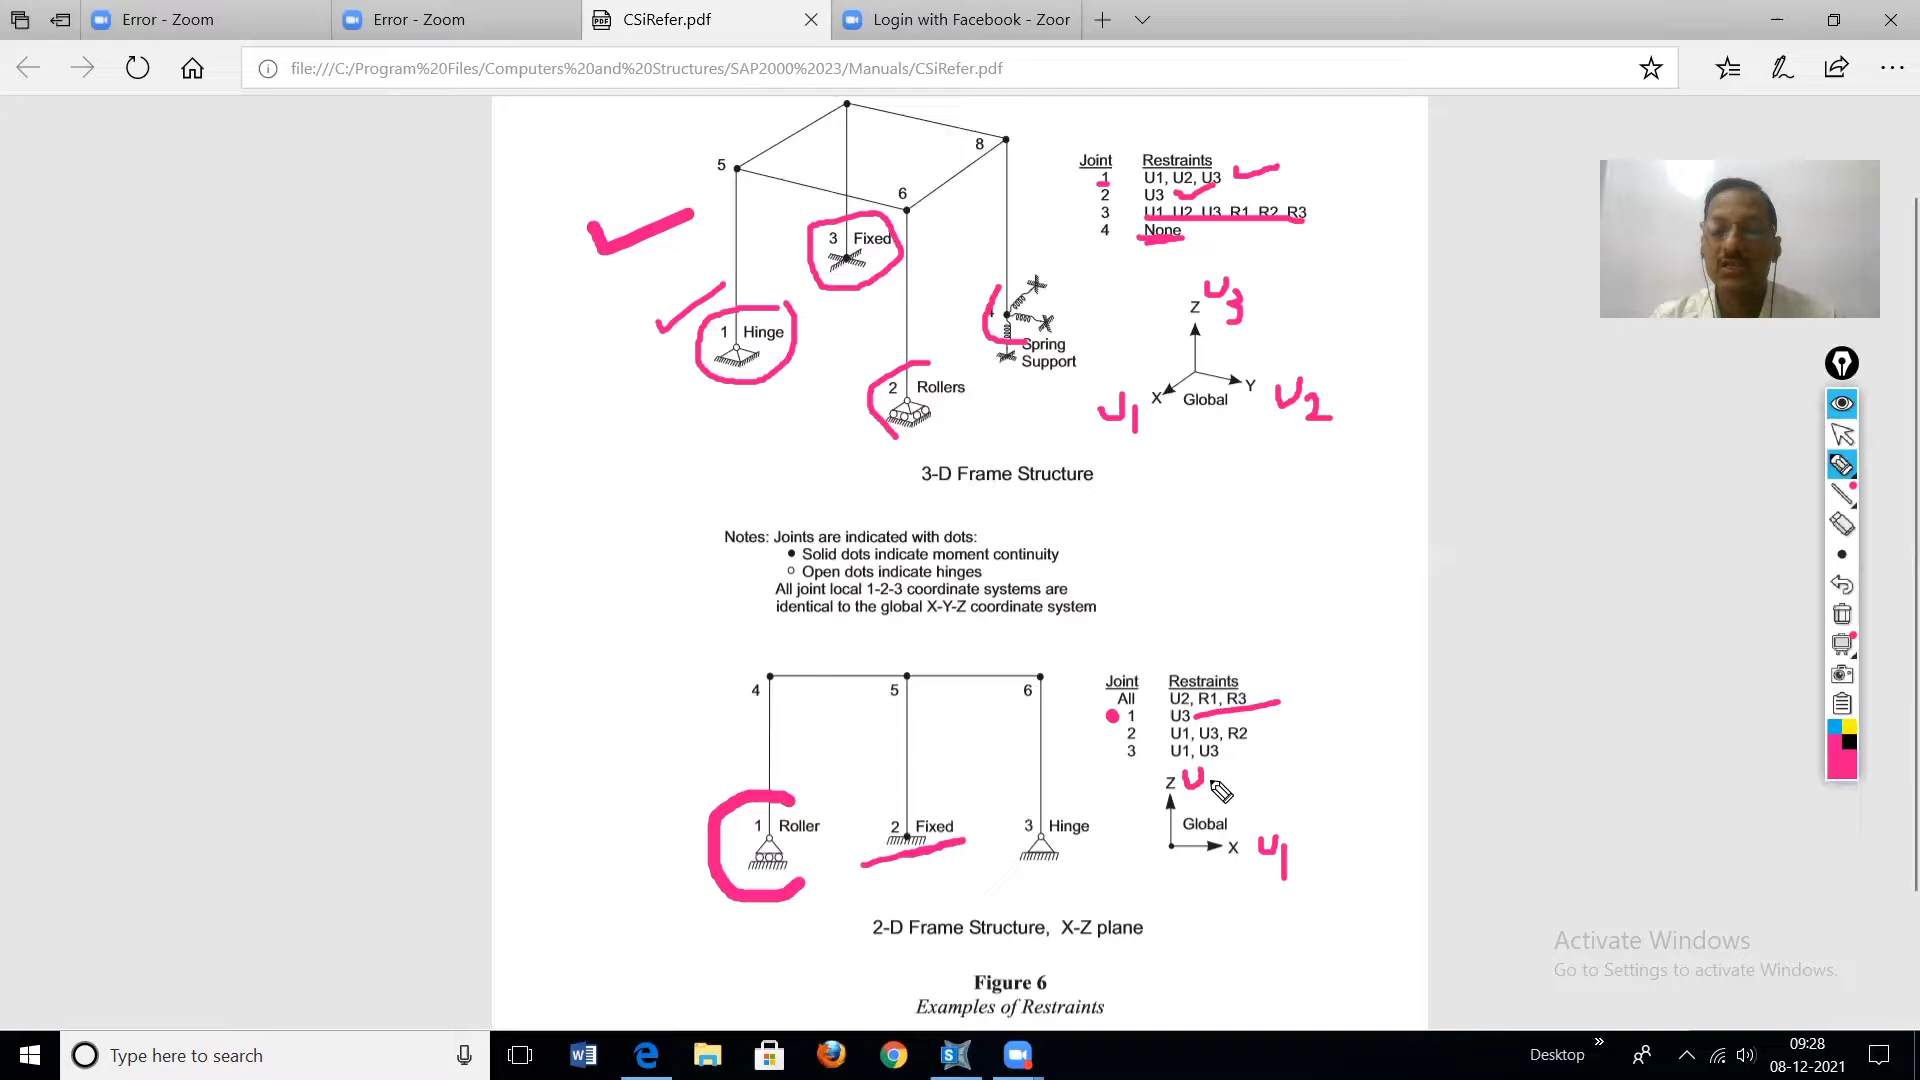 Error - Zoom
Error - Zoom
CSiRefer.pdf
Login with Facebook - Zoor
file:///C:/Program%20Files/Computers%20and%20Structures/SAP2000%2023/Manuals/CSiRefer.pdf
5
8
6
3 Fixed
1 Hinge
2 Rollers
Spring
Support
Joint Restraints
1 U1, U2, U3
2 U3
3 U1, U2, U3, R1, R2, R3
4 None
U3
Z
X Y
Global
U1 U2
3-D Frame Structure
Notes: Joints are indicated with dots:
Solid dots indicate moment continuity
Open dots indicate hinges
All joint local 1-2-3 coordinate systems are
identical to the global X-Y-Z coordinate system
4 5 6
1 Roller 2 Fixed 3 Hinge
Joint Restraints
All U2, R1, R3
1 U3
2 U1, U3, R2
3 U1, U3
Z U
Global
X U1
2-D Frame Structure, X-Z plane
Figure 6
Examples of Restraints
Activate Windows
Go to Settings to activate Windows.
Type here to search
Desktop
09:28
08-12-2021